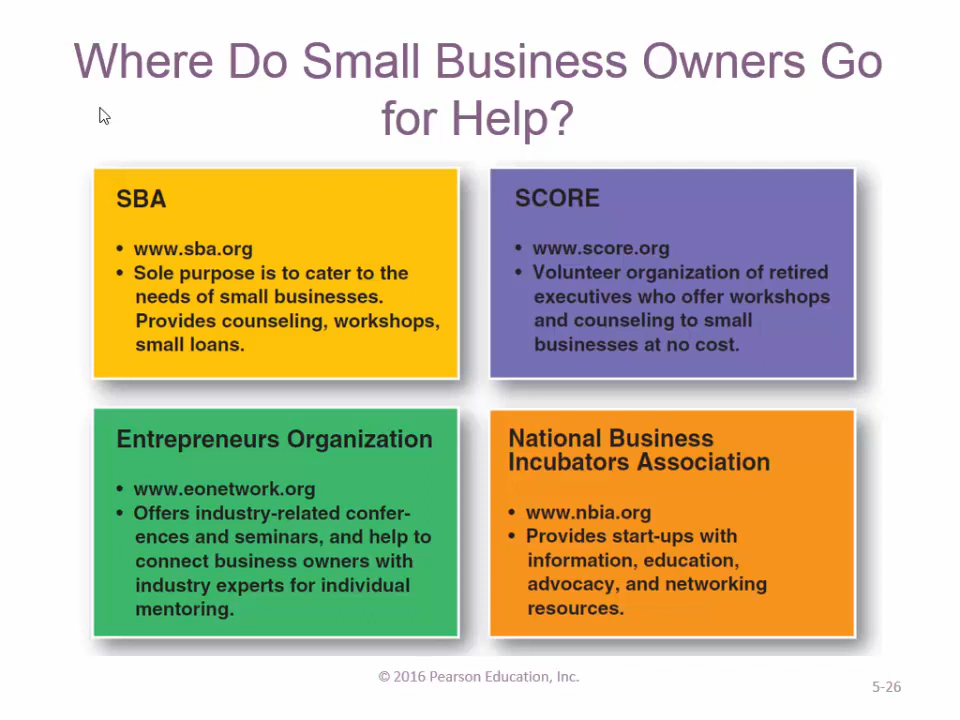 Where Do Small Business Owners Go
for Help?
SBA
• www.sba.org
• Sole purpose is to cater to the
needs of small businesses.
Provides counseling, workshops,
small loans.
SCORE
• www.score.org
• Volunteer organization of retired
executives who offer workshops
and counseling to small
businesses at no cost.
Entrepreneurs Organization
• www.eonetwork.org
• Offers industry-related confer-
ences and seminars, and help to
connect business owners with
industry experts for individual
mentoring.
National Business
Incubators Association
• www.nbia.org
• Provides start-ups with
information, education,
advocacy, and networking
resources.
© 2016 Pearson Education, Inc.
5-26